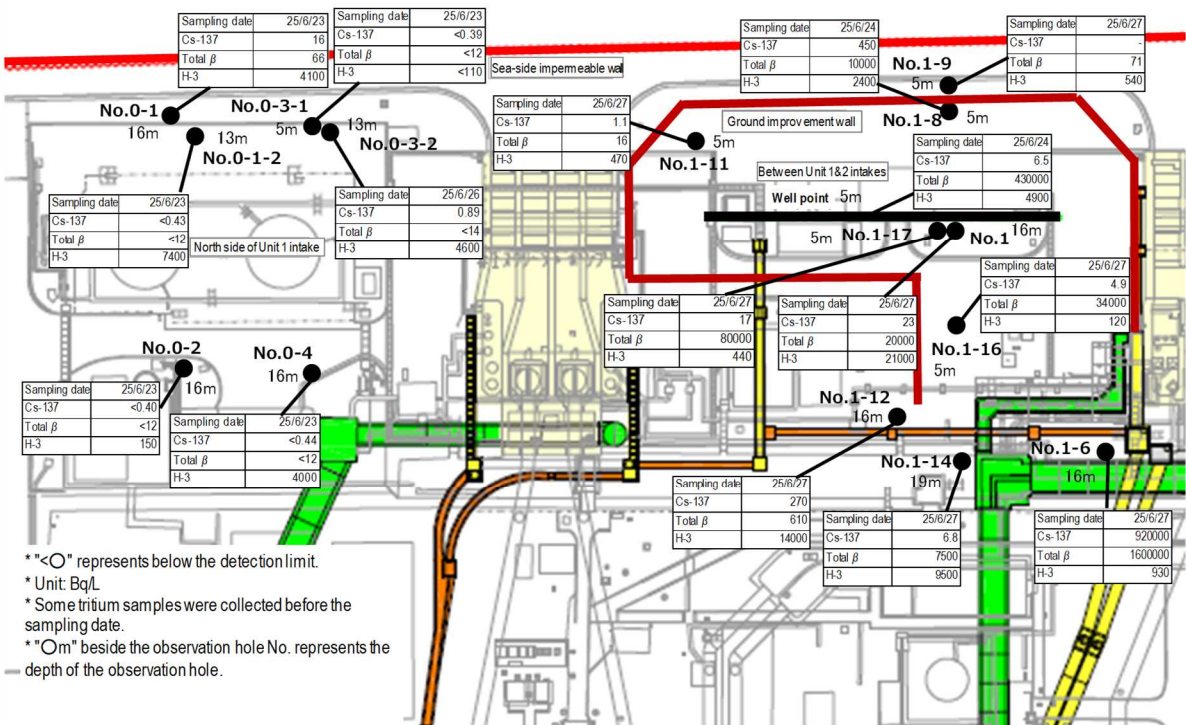 Sampling date 25/6/23
Cs-137 16
Total β 66
H-3 4100
Sampling date 25/6/23
Cs-137 <0.39
Total β <12
H-3 <110
Sampling date 25/6/24
Cs-137 450
Total β 10000
H-3 2400
Sampling date 25/6/27
Cs-137 -
Total β 71
H-3 540
Sea-side impermeable wall
No.1-9
5m
No.0-1
16m
No.0-3-1
5m
13m
No.0-3-2
13m
No.0-1-2
Sampling date 25/6/27
Cs-137 1.1
Total β 16
H-3 470
5m
No.1-11
Ground improvement wall
No.1-8
5m
Sampling date 25/6/24
Cs-137 6.5
Total β 430000
H-3 4900
Between Unit 1&2 intakes
Well point 5m
Sampling date 25/6/23
Cs-137 <0.43
Total β <12
H-3 7400
North side of Unit 1 intake
Sampling date 25/6/26
Cs-137 0.89
Total β <14
H-3 4600
5m
No.1-17
No.1
16m
Sampling date 25/6/27
Cs-137 4.9
Total β 34000
H-3 120
Sampling date 25/6/27
Cs-137 17
Total β 80000
H-3 440
Sampling date 25/6/27
Cs-137 23
Total β 20000
H-3 21000
No.1-16
5m
No.0-2
16m
No.0-4
16m
Sampling date 25/6/23
Cs-137 <0.40
Total β <12
H-3 150
Sampling date 25/6/23
Cs-137 <0.44
Total β <12
H-3 4000
No.1-12
16m
No.1-14
19m
No.1-6
16m
Sampling date 25/6/27
Cs-137 270
Total β 610
H-3 14000
Sampling date 25/6/27
Cs-137 6.8
Total β 7500
H-3 9500
Sampling date 25/6/27
Cs-137 920000
Total β 1600000
H-3 930
* "<〇" represents below the detection limit.
* Unit: Bq/L
* Some tritium samples were collected before the
sampling date.
* "〇m" beside the observation hole No. represents the
depth of the observation hole.